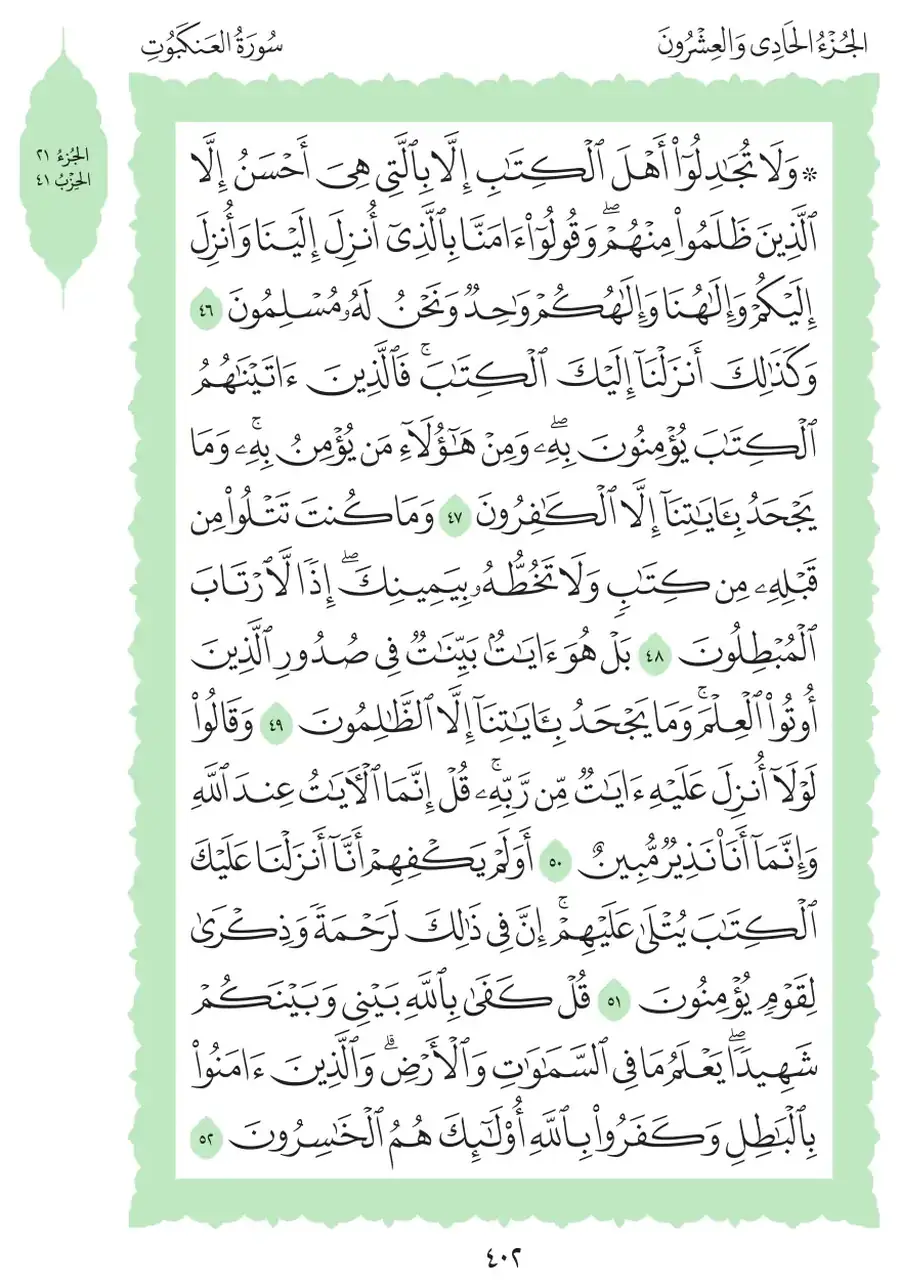 الجُزْءُ الحَادِى وَالعِشْرُونَ
سُورَةُ العَنكَبُوتِ
الجُزءُ ٢١
الحِزْبُ ٤١
* وَلَا تُجَٰدِلُوٓاْ أَهۡلَ ٱلۡكِتَٰبِ إِلَّا بِٱلَّتِي هِيَ أَحۡسَنُ إِلَّا
ٱلَّذِينَ ظَلَمُواْ مِنۡهُمۡۖ وَقُولُوٓاْ ءَامَنَّا بِٱلَّذِيٓ أُنزِلَ إِلَيۡنَا وَأُنزِلَ
إِلَيۡكُمۡ وَإِلَٰهُنَا وَإِلَٰهُكُمۡ وَٰحِدٞ وَنَحۡنُ لَهُۥ مُسۡلِمُونَ ٤٦
وَكَذَٰلِكَ أَنزَلۡنَآ إِلَيۡكَ ٱلۡكِتَٰبَۚ فَٱلَّذِينَ ءَاتَيۡنَٰهُمُ
ٱلۡكِتَٰبَ يُؤۡمِنُونَ بِهِۦۖ وَمِنۡ هَٰٓؤُلَآءِ مَن يُؤۡمِنُ بِهِۦۚ وَمَا
يَجۡحَدُ بِـَٔايَٰتِنَآ إِلَّا ٱلۡكَٰفِرُونَ ٤٧ وَمَا كُنتَ تَتۡلُواْ مِن
قَبۡلِهِۦ مِن كِتَٰبٖ وَلَا تَخُطُّهُۥ بِيَمِينِكَۖ إِذٗا لَّٱرۡتَابَ
ٱلۡمُبۡطِلُونَ ٤٨ بَلۡ هُوَ ءَايَٰتُۢ بَيِّنَٰتٞ فِي صُدُورِ ٱلَّذِينَ
أُوتُواْ ٱلۡعِلۡمَۚ وَمَا يَجۡحَدُ بِـَٔايَٰتِنَآ إِلَّا ٱلظَّٰلِمُونَ ٤٩ وَقَالُواْ
لَوۡلَآ أُنزِلَ عَلَيۡهِ ءَايَٰتٞ مِّن رَّبِّهِۦۚ قُلۡ إِنَّمَا ٱلۡأٓيَٰتُ عِندَ ٱللَّهِ
وَإِنَّمَآ أَنَا۠ نَذِيرٞ مُّبِينٌ ٥٠ أَوَلَمۡ يَكۡفِهِمۡ أَنَّآ أَنزَلۡنَا عَلَيۡكَ
ٱلۡكِتَٰبَ يُتۡلَىٰ عَلَيۡهِمۡۚ إِنَّ فِي ذَٰلِكَ لَرَحۡمَةٗ وَذِكۡرَىٰ
لِقَوۡمٖ يُؤۡمِنُونَ ٥١ قُلۡ كَفَىٰ بِٱللَّهِ بَيۡنِي وَبَيۡنَكُمۡ
شَهِيدٗاۖ يَعۡلَمُ مَا فِي ٱلسَّمَٰوَٰتِ وَٱلۡأَرۡضِۗ وَٱلَّذِينَ ءَامَنُواْ
بِٱلۡبَٰطِلِ وَكَفَرُواْ بِٱللَّهِ أُوْلَٰٓئِكَ هُمُ ٱلۡخَٰسِرُونَ ٥٢
٤٠٢